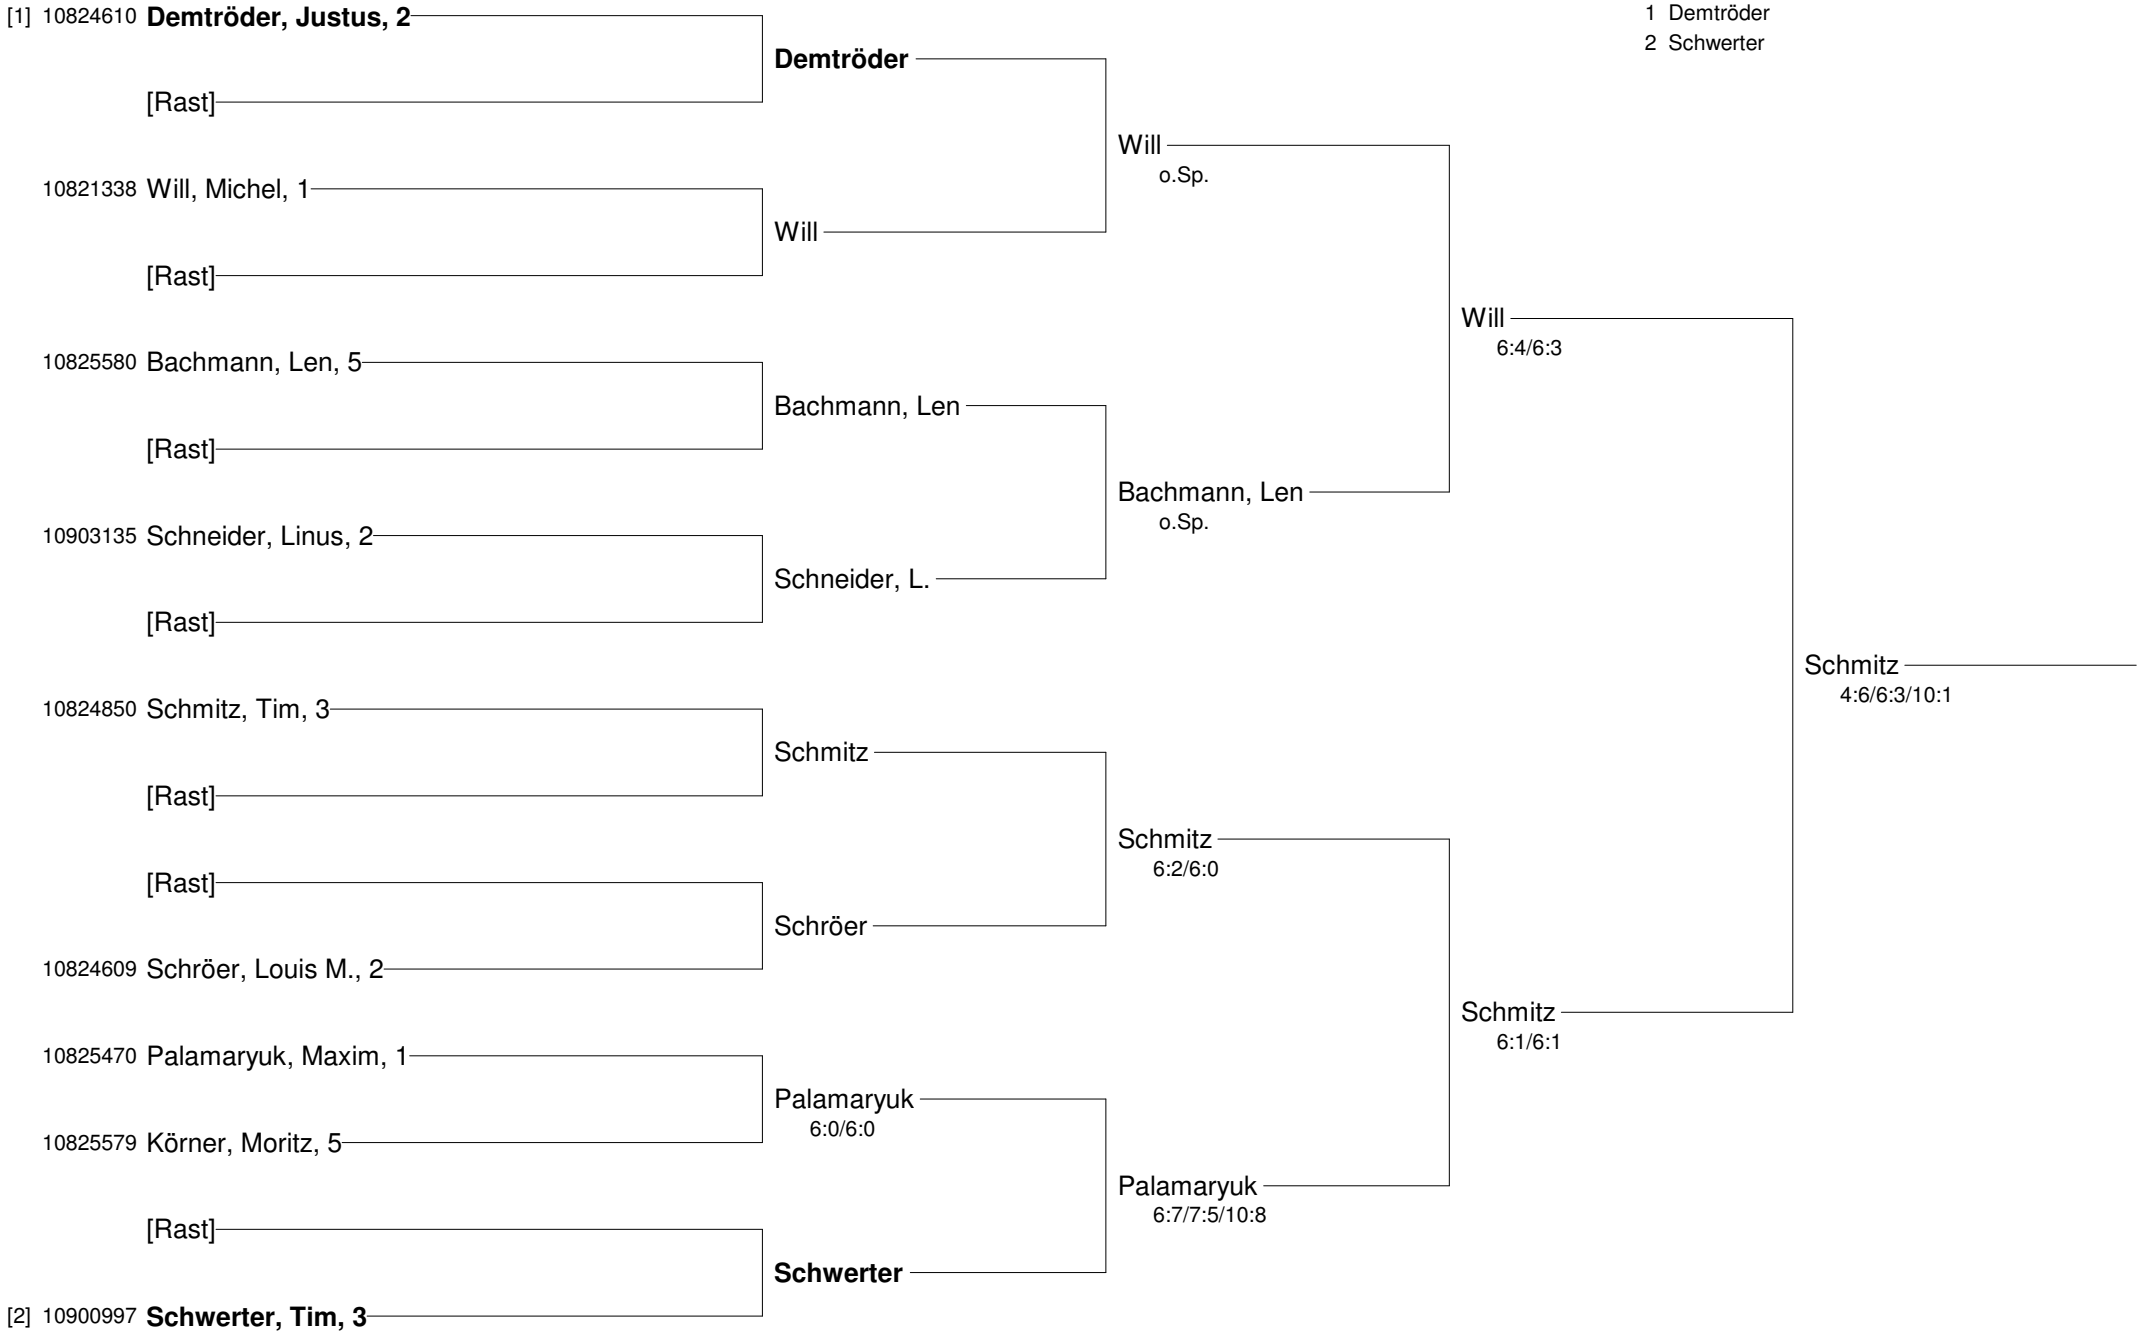 [1] 10824610 Demtröder, Justus, 2
1 Demtröder
2 Schwerter
Demtröder
[Rast]
Will
o.Sp.
10821338 Will, Michel, 1
Will
[Rast]
Will
6:4/6:3
10825580 Bachmann, Len, 5
Bachmann, Len
[Rast]
Bachmann, Len
o.Sp.
10903135 Schneider, Linus, 2
Schneider, L.
[Rast]
Schmitz
4:6/6:3/10:1
10824850 Schmitz, Tim, 3
Schmitz
[Rast]
Schmitz
6:2/6:0
[Rast]
Schröer
10824609 Schröer, Louis M., 2
Schmitz
6:1/6:1
10825470 Palamaryuk, Maxim, 1
Palamaryuk
6:0/6:0
10825579 Körner, Moritz, 5
Palamaryuk
6:7/7:5/10:8
[Rast]
Schwerter
[2] 10900997 Schwerter, Tim, 3